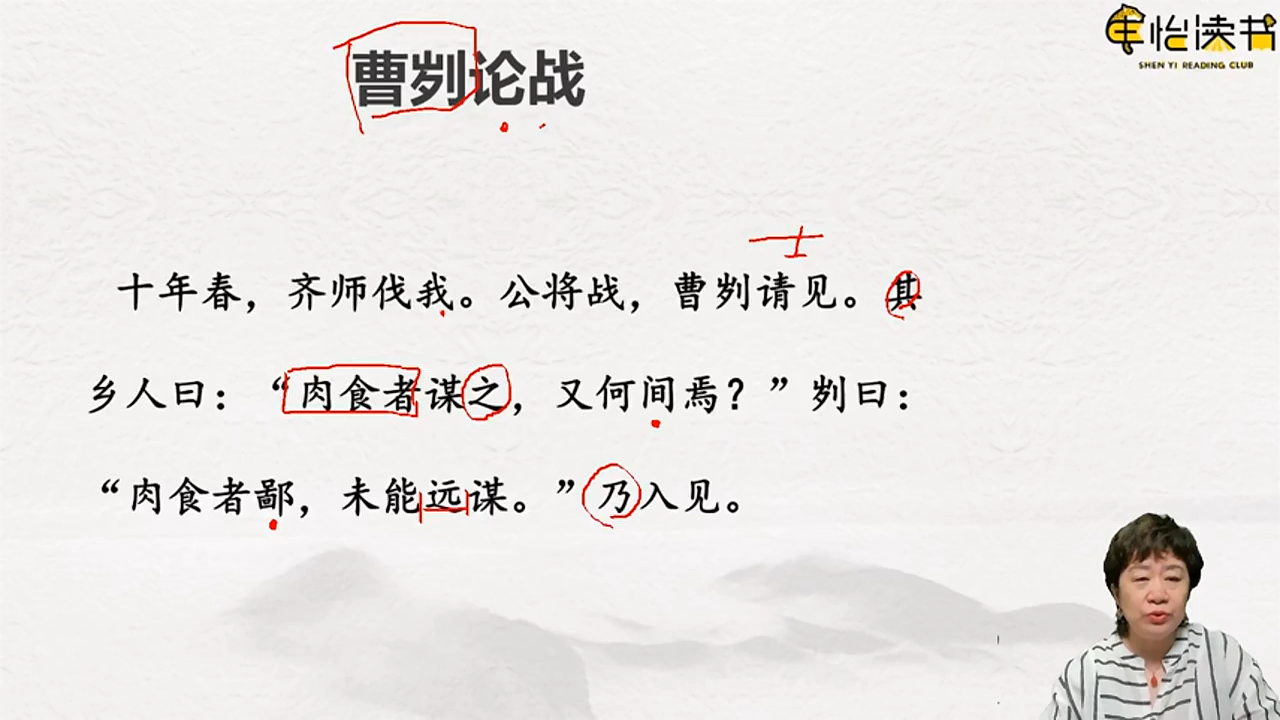 申怡读书
SHEN YI READING CLUB
曹刿论战
士
十年春，齐师伐我。公将战，曹刿请见。其
乡人曰：“肉食者谋之，又何间焉？”刿曰：
“肉食者鄙，未能远谋。”乃入见。